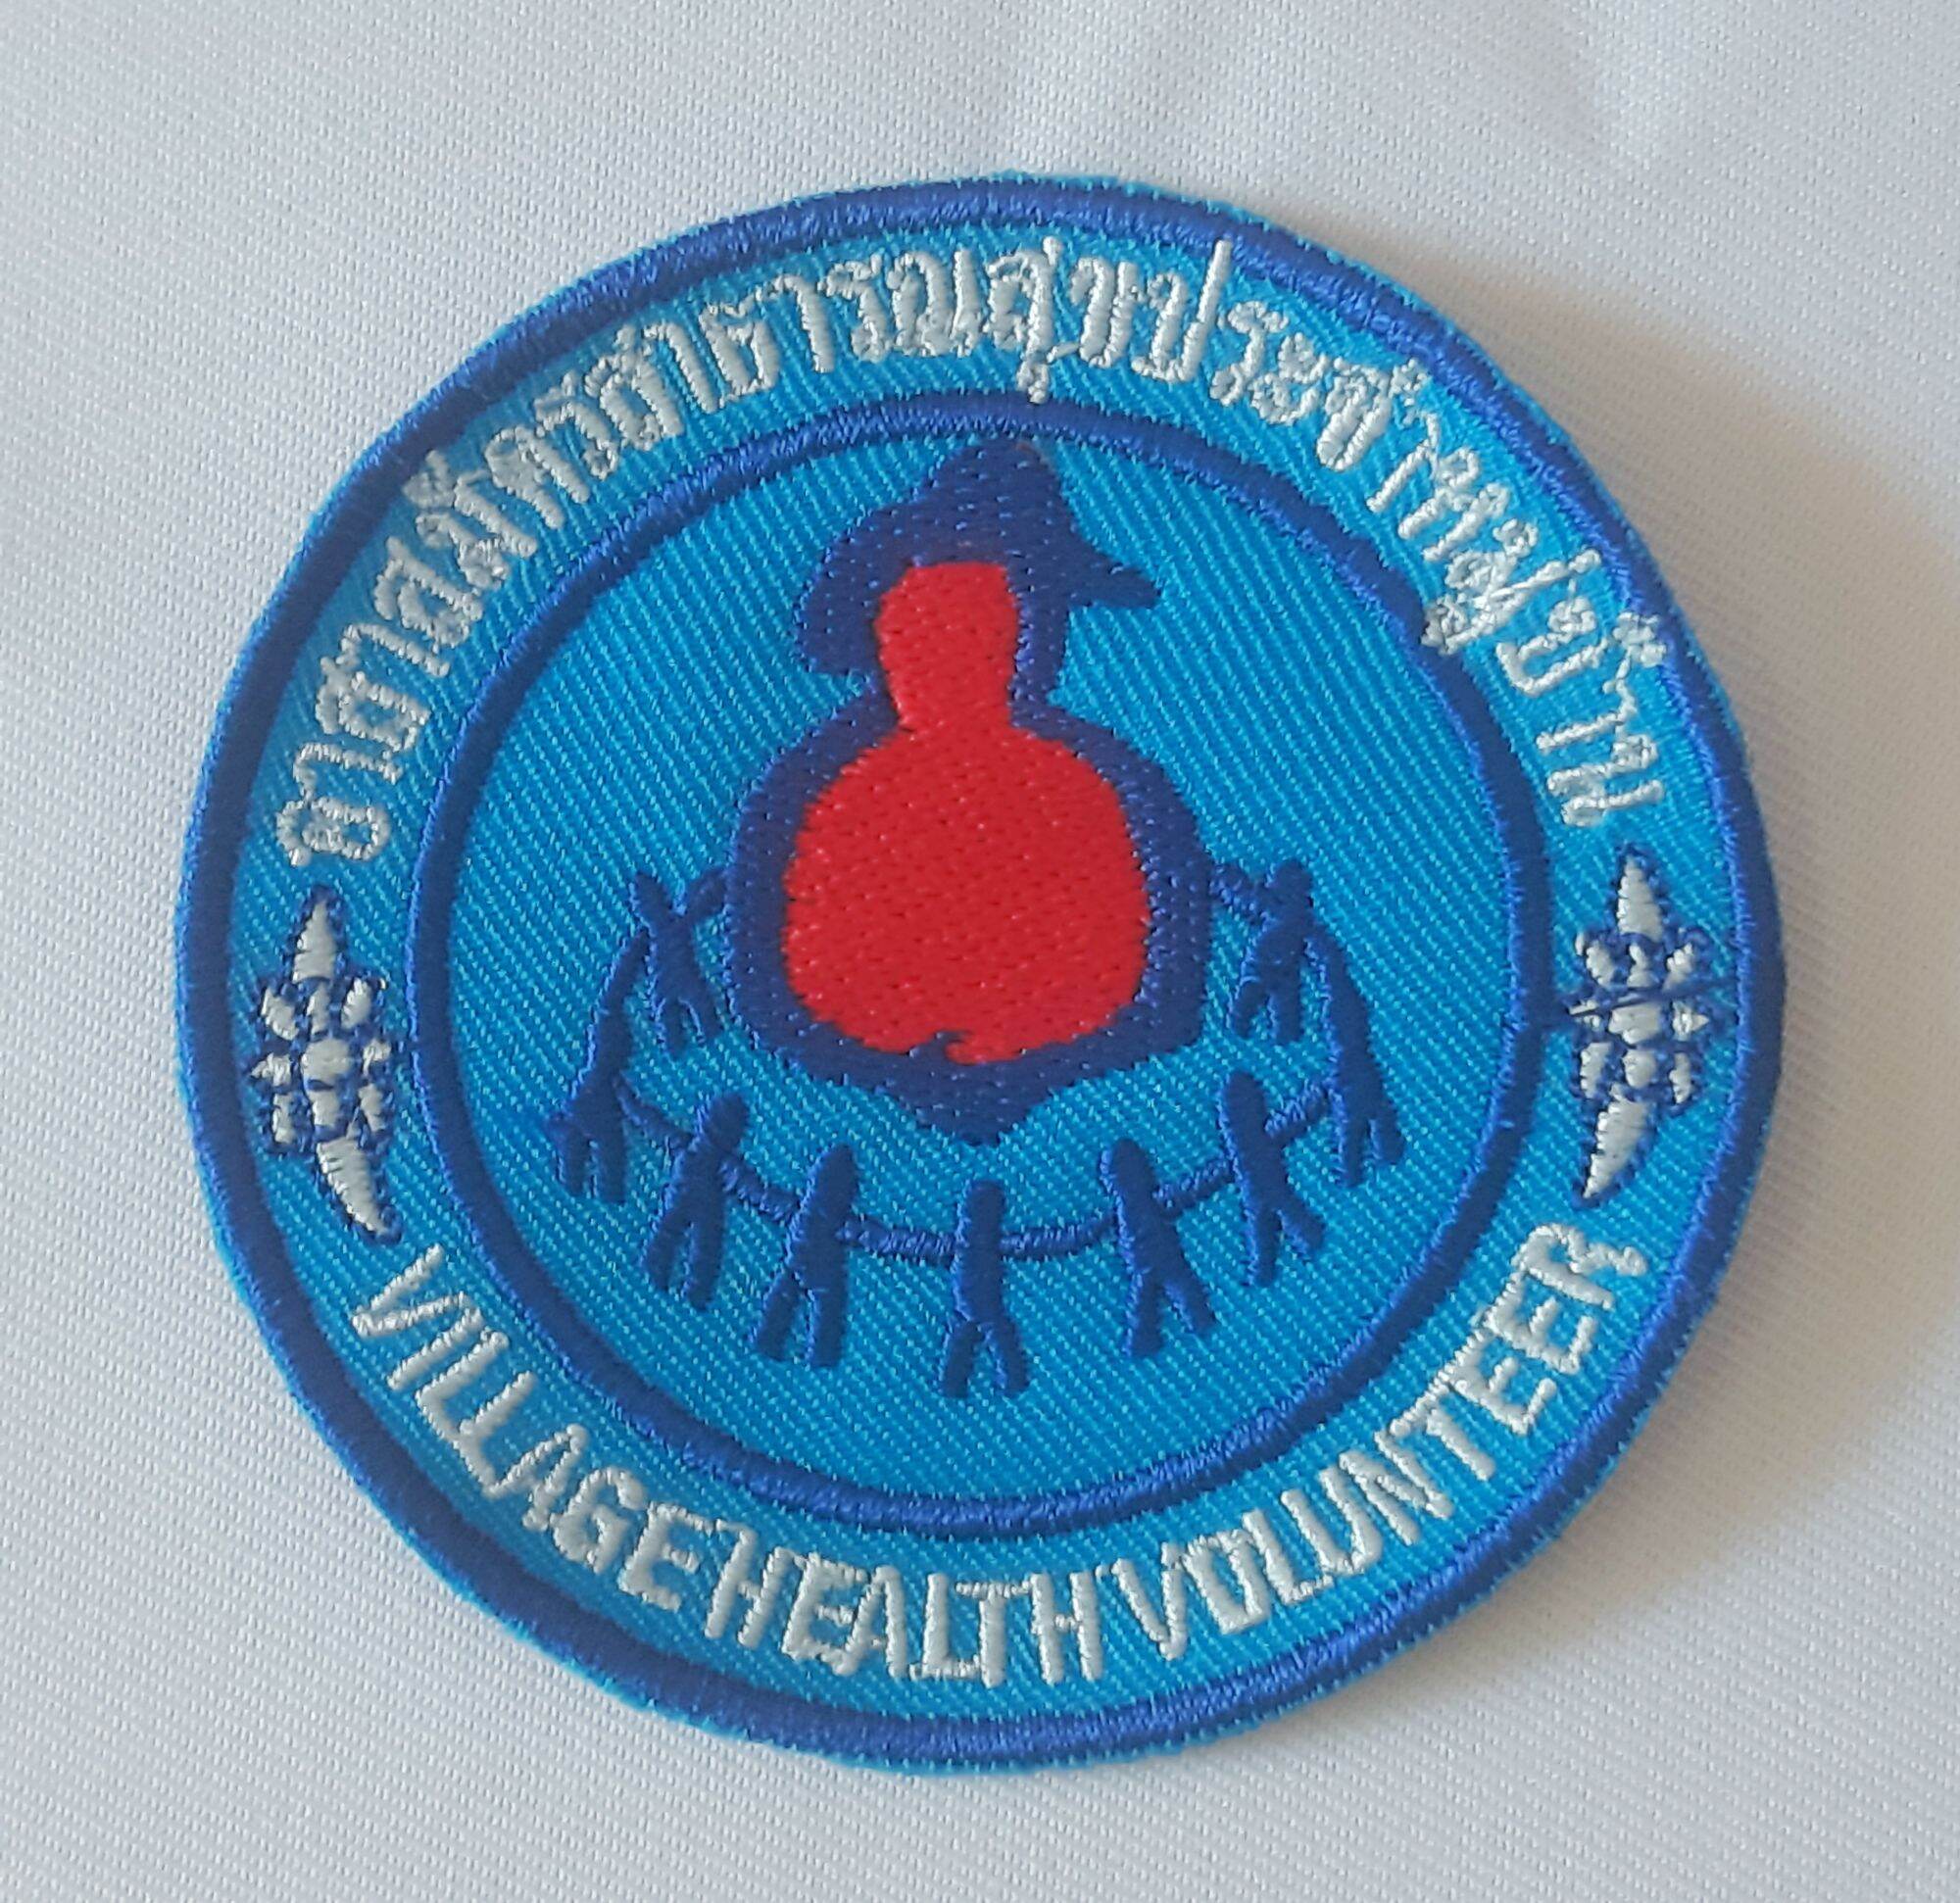 อาสาสมัครสาธารณสุขประจำหมู่บ้าน
VILLAGE HEALTH VOLUNTEER